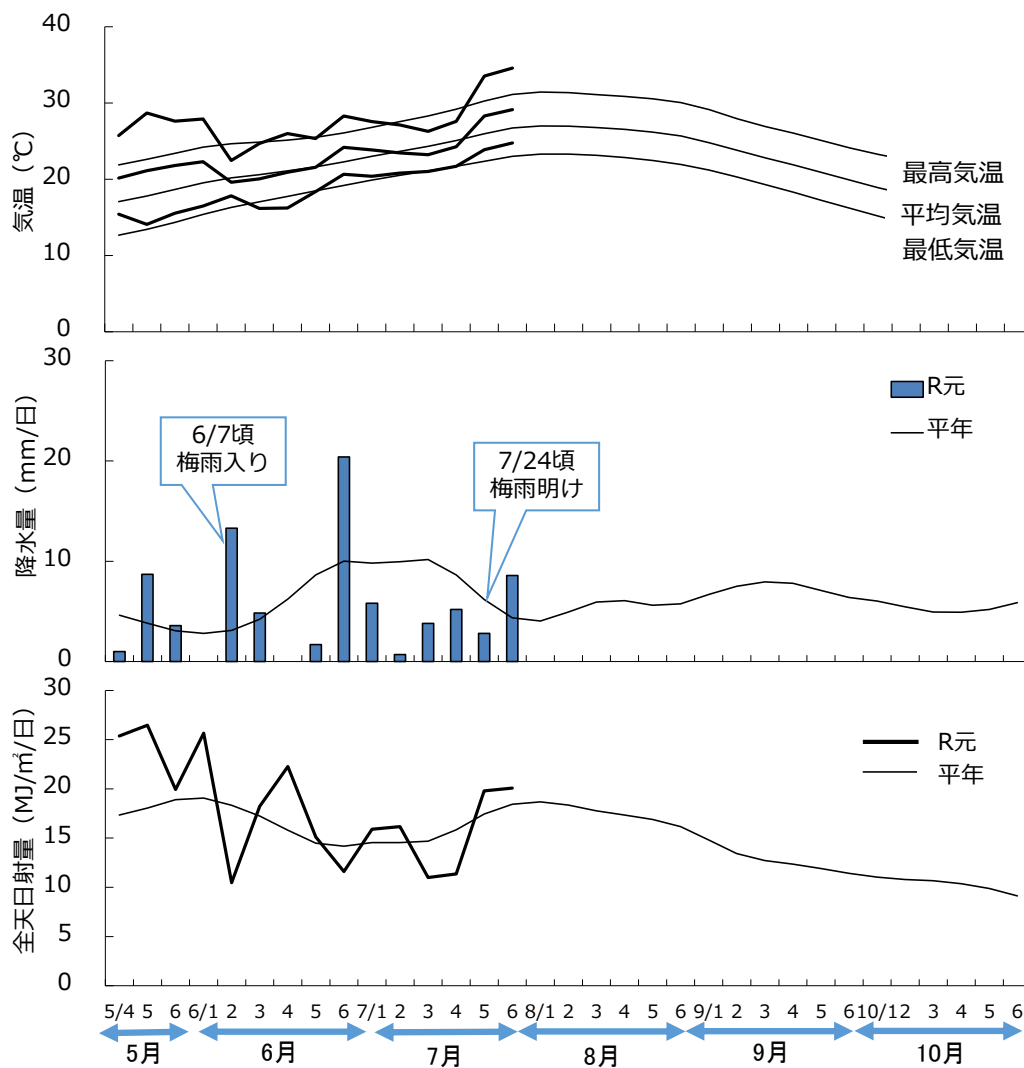 40
30
20
10
0
気温（℃）
最高気温
平均気温
最低気温
30
20
10
0
降水量（mm/日）
R元
平年
6/7頃
梅雨入り
7/24頃
梅雨明け
30
25
20
15
10
5
0
全天日射量（MJ/㎡/日）
R元
平年
5/4 5 6 6/1 2 3 4 5 6 7/1 2 3 4 5 6 8/1 2 3 4 5 6 9/1 2 3 4 5 6 10/1 2 3 4 5 6
5月 6月 7月 8月 9月 10月